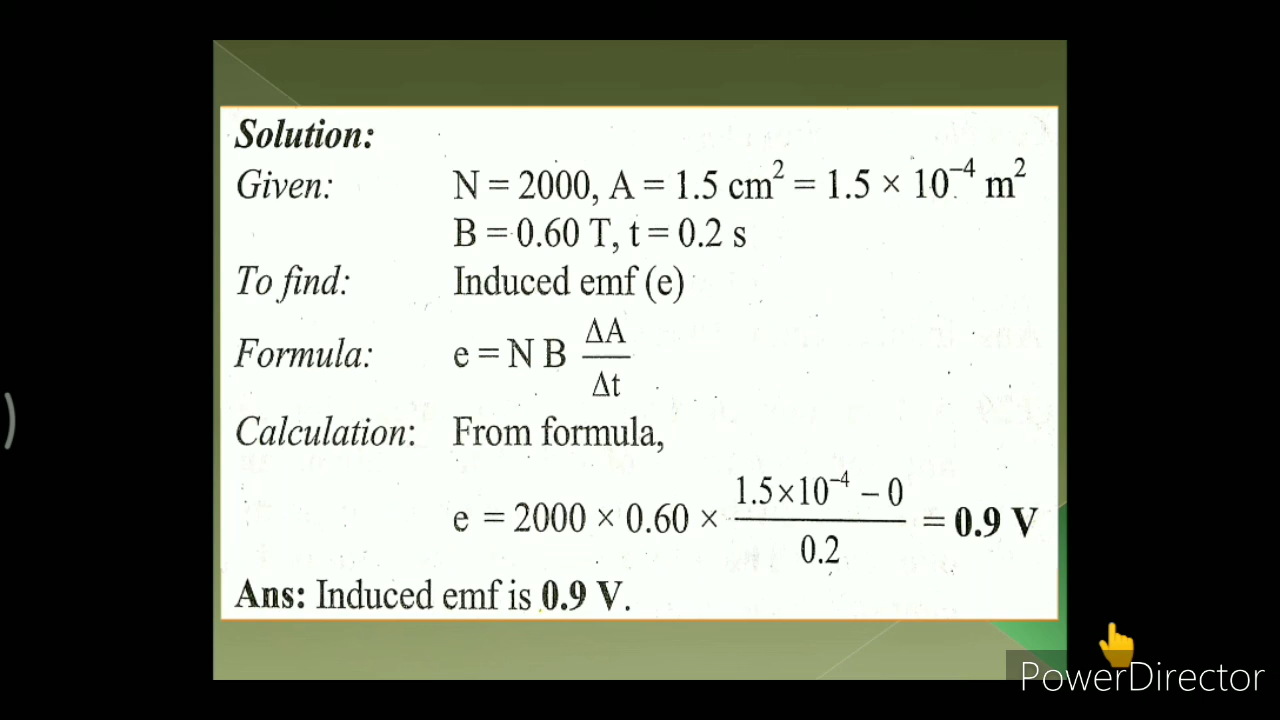 Solution:
Given: N = 2000, A = 1.5 cm² = 1.5 × 10⁻⁴ m²
B = 0.60 T, t = 0.2 s
To find: Induced emf (e)
Formula: e = N B ΔA/Δt
Calculation: From formula,
e = 2000 × 0.60 × (1.5×10⁻⁴ − 0)/0.2 = 0.9 V
Ans: Induced emf is 0.9 V.
PowerDirector